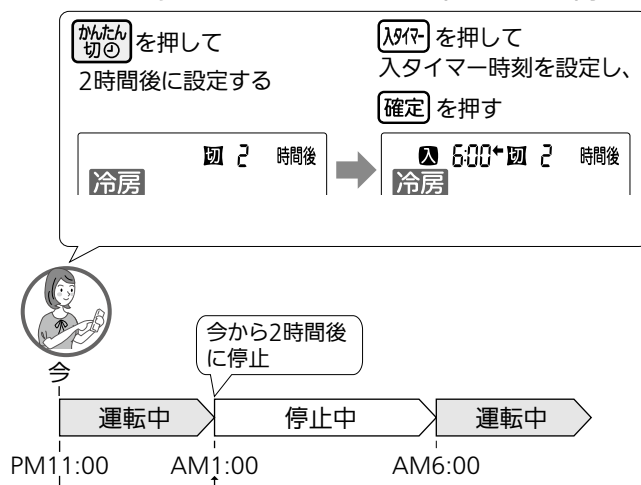 かんたん切 を押して
2時間後に設定する
入タイマー を押して
入タイマー時刻を設定し、
確定 を押す
切 2 時間後
冷房
入 6:00 ← 切 2 時間後
冷房
今から2時間後
に停止
今
運転中 停止中 運転中
PM11:00 AM1:00 AM6:00